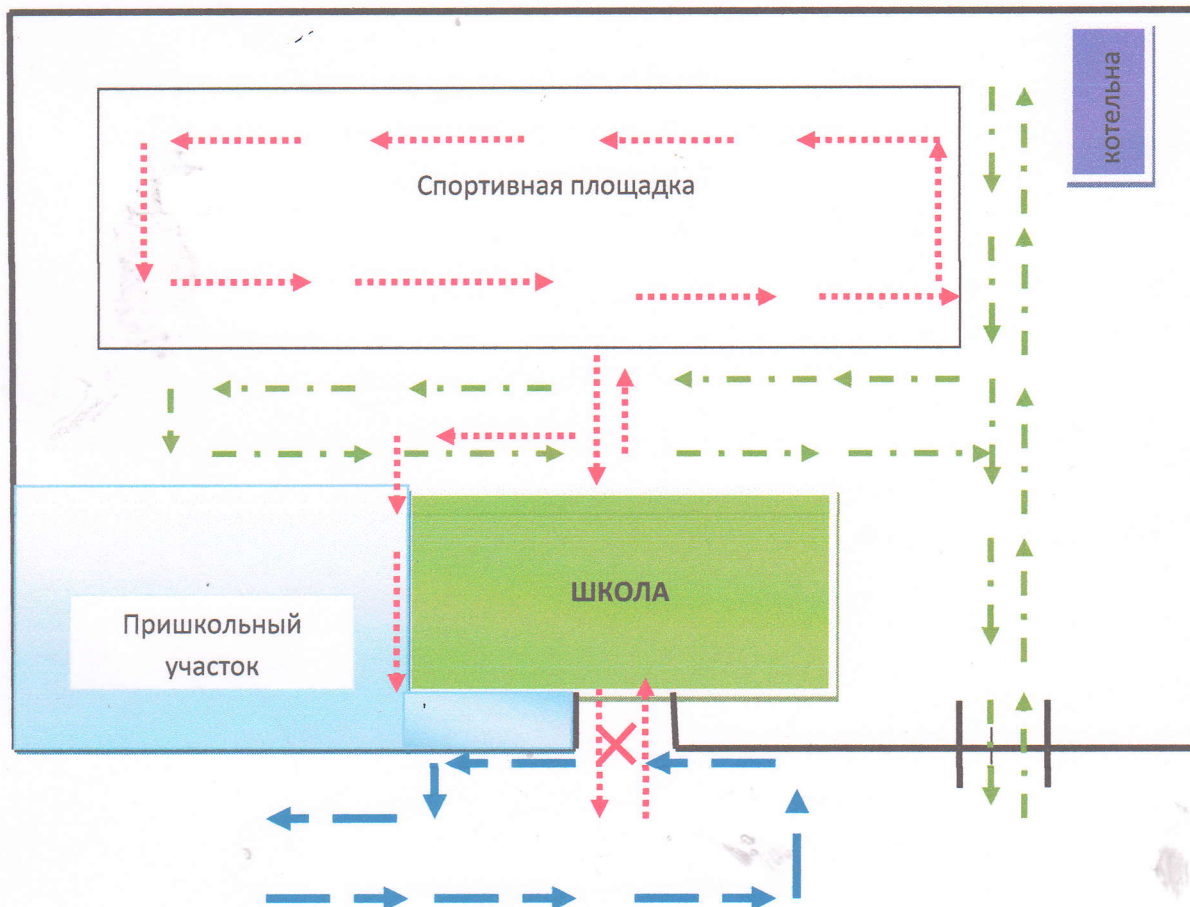 котельна
Спортивная площадка
ШКОЛА
Пришкольный
участок